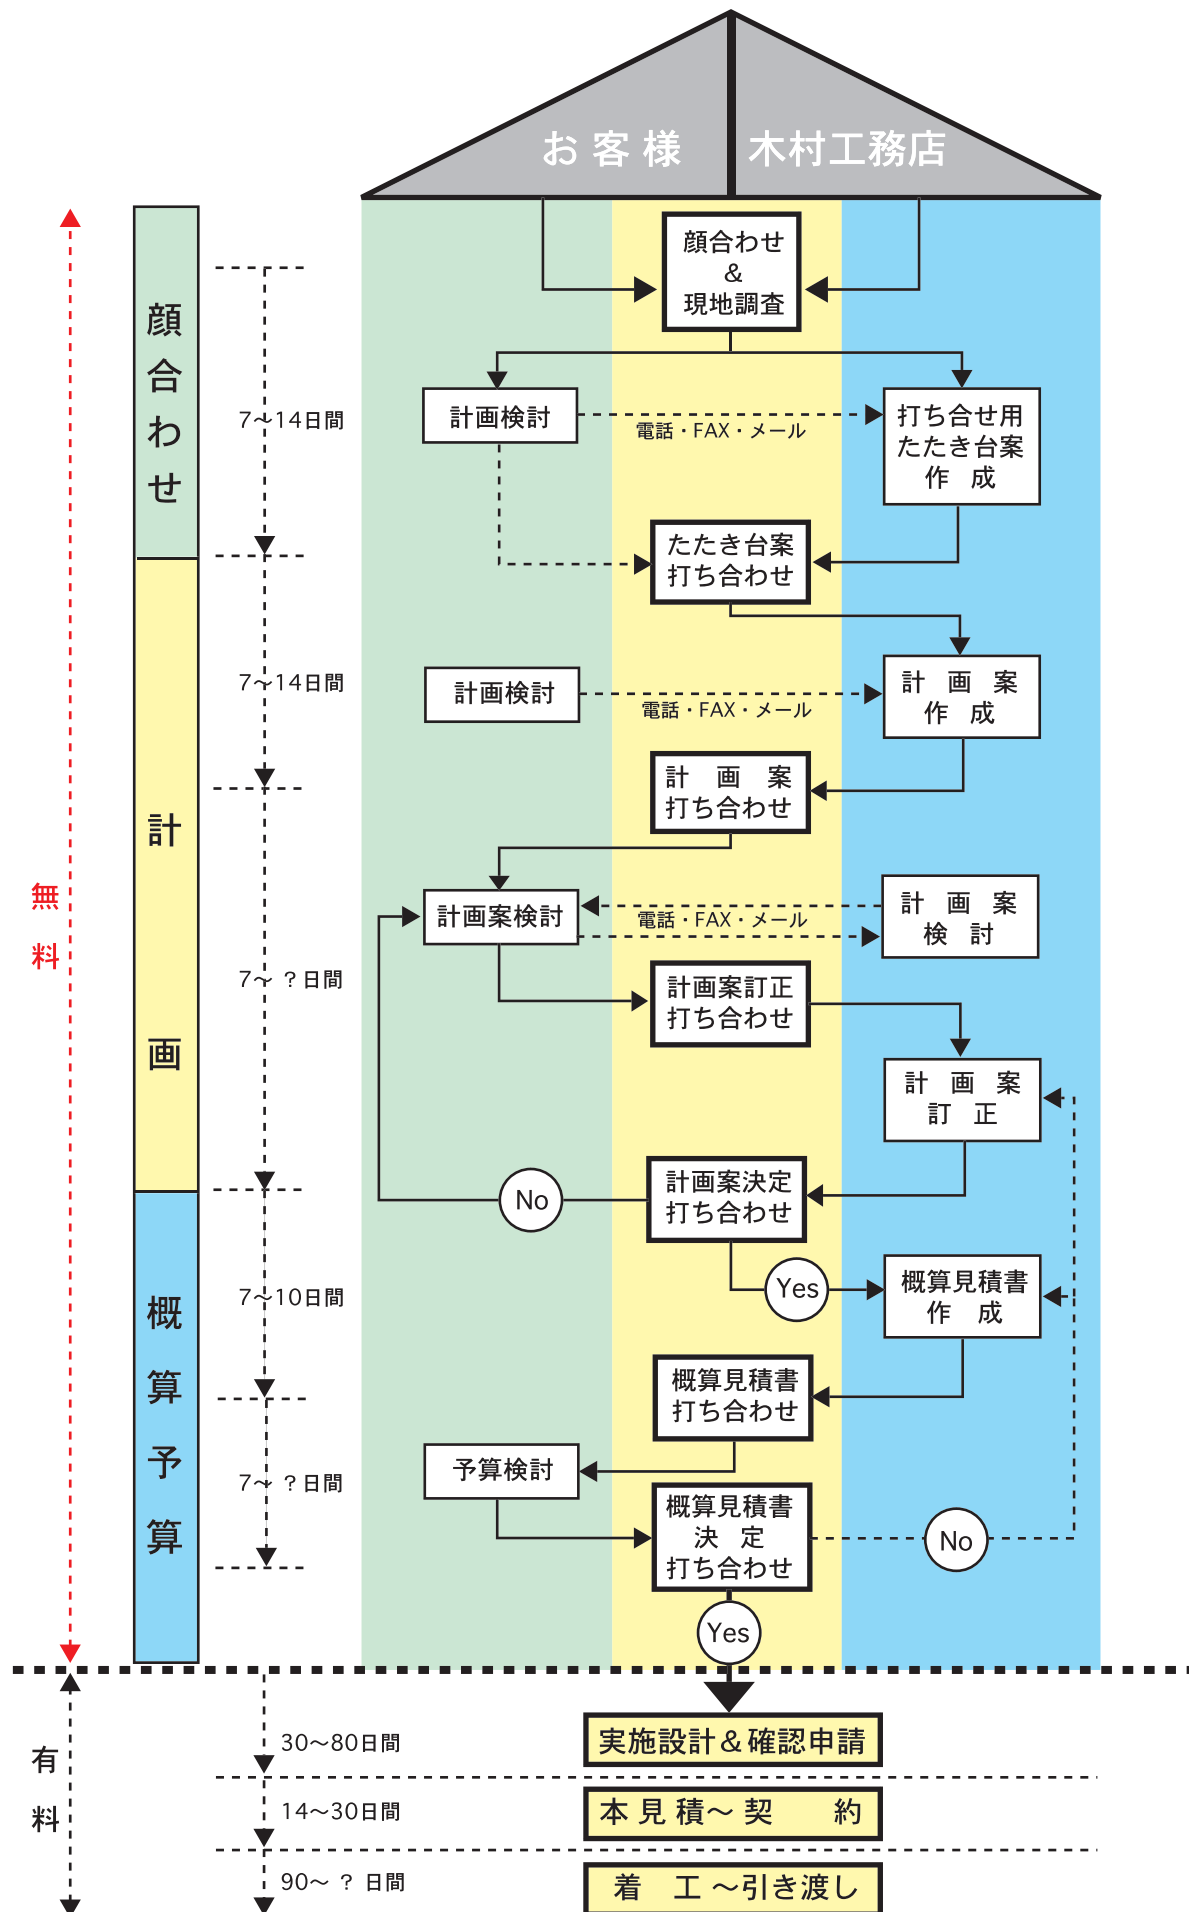 お客様
木村工務店
顔合わせ
&
現地調査
顔合わせ
7～14日間
計画検討
電話・FAX・メール
打ち合せ用
たたき台案
作　成
たたき台案
打ち合わせ
計画
7～14日間
計画検討
電話・FAX・メール
計　画　案
作　成
計　画　案
打ち合わせ
計画案検討
電話・FAX・メール
計　画　案
検　討
無料
7～？日間
計画案訂正
打ち合わせ
計　画　案
訂　正
計画案決定
打ち合わせ
No
Yes
概算予算
7～10日間
概算見積書
作　成
概算見積書
打ち合わせ
予算検討
7～？日間
概算見積書
決　定
打ち合わせ
No
Yes
有料
30～80日間
実施設計＆確認申請
14～30日間
本見積～契　約
90～？日間
着　工～引き渡し